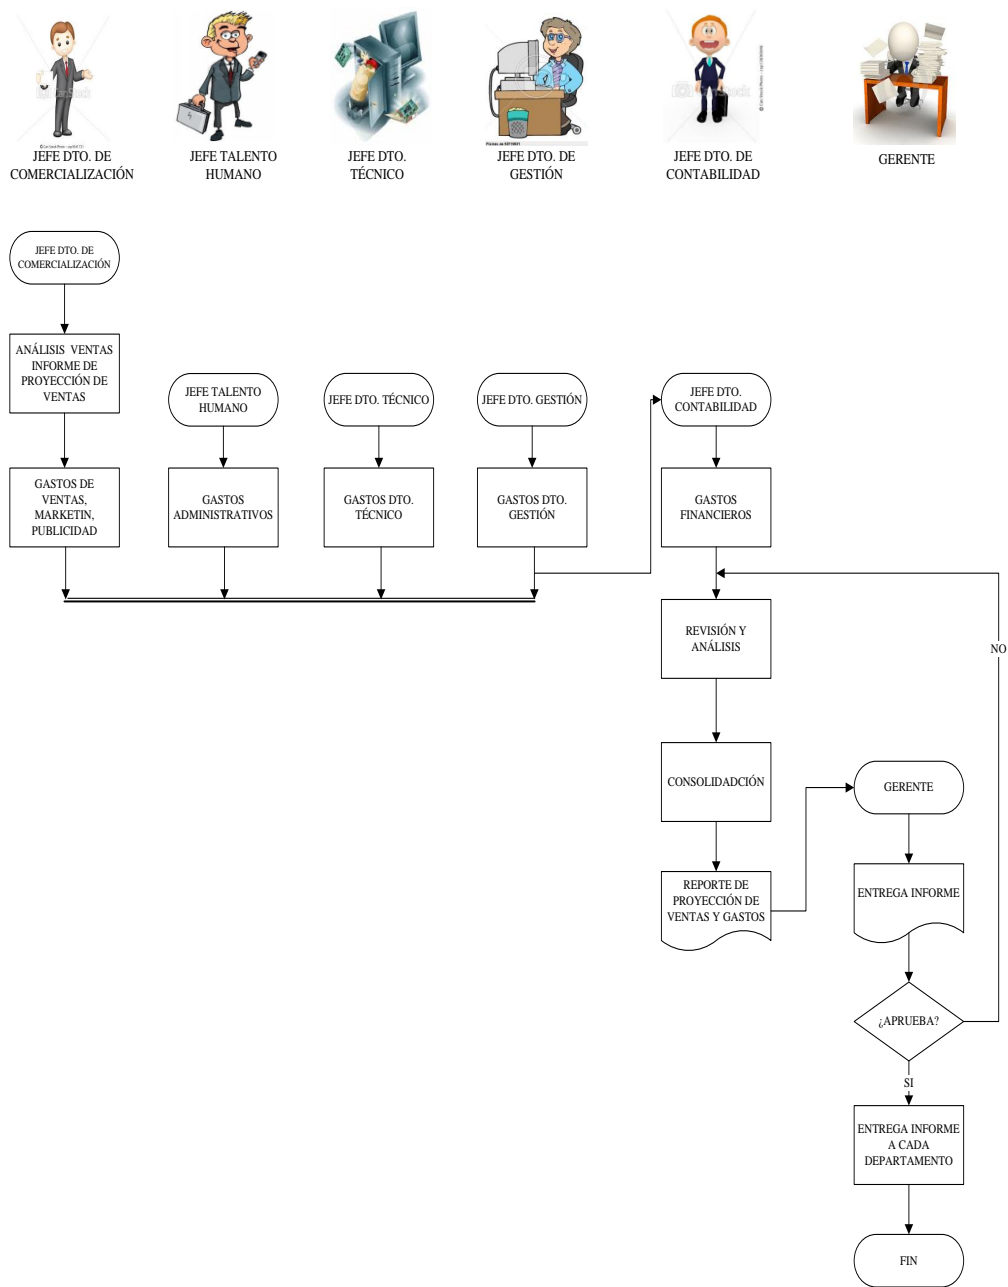 JEFE DTO. DE
COMERCIALIZACIÓN
JEFE TALENTO
HUMANO
JEFE DTO.
TÉCNICO
JEFE DTO. DE
GESTIÓN
JEFE DTO. DE
CONTABILIDAD
GERENTE
JEFE DTO. DE
COMERCIALIZACIÓN
ANÁLISIS VENTAS
INFORME DE
PROYECCIÓN DE
VENTAS
JEFE TALENTO
HUMANO
JEFE DTO. TÉCNICO
JEFE DTO. GESTIÓN
JEFE DTO.
CONTABILIDAD
GASTOS DE
VENTAS,
MARKETIN,
PUBLICIDAD
GASTOS
ADMINISTRATIVOS
GASTOS DTO.
TÉCNICO
GASTOS DTO.
GESTIÓN
GASTOS
FINANCIEROS
REVISIÓN Y
ANÁLISIS
NO
CONSOLIDADCIÓN
GERENTE
REPORTE DE
PROYECCIÓN DE
VENTAS Y GASTOS
ENTREGA INFORME
¿APRUEBA?
SI
ENTREGA INFORME
A CADA
DEPARTAMENTO
FIN